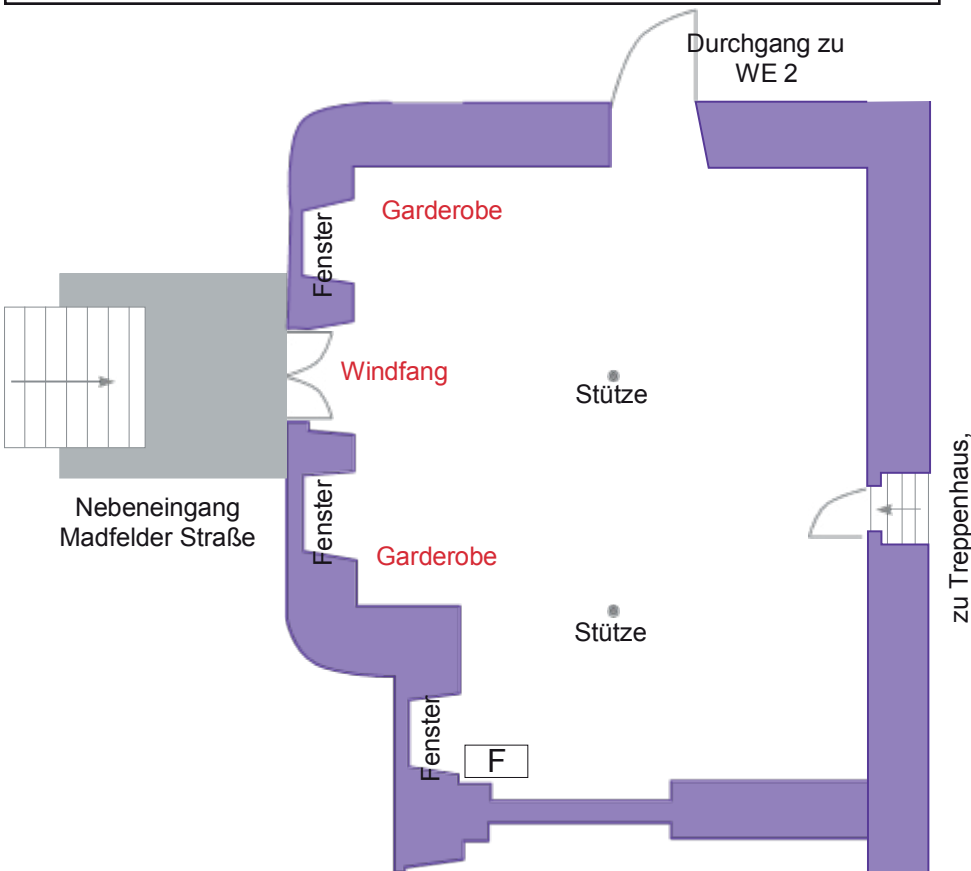 Durchgang zu
WE 2
Garderobe
Fenster
Windfang
Stütze
Nebeneingang
Madfelder Straße
Fenster
Garderobe
zu Treppenhaus,
Stütze
Fenster
F